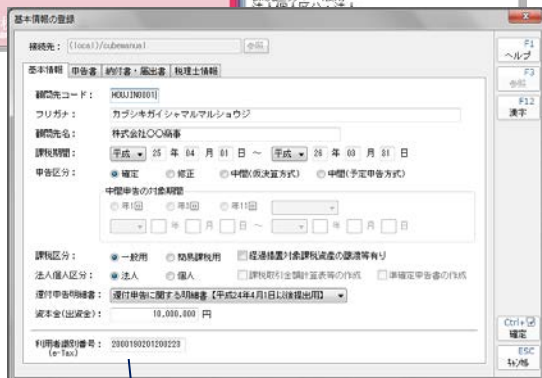 法人個人区分：法人
基本情報の登録
接続先： (local)/cubemanual 参照
基本情報 申告書 納付書・届出書 税理士情報
顧問先コード： HOUJIN0001
フリガナ： カブシキガイシャマルマルショウジ
顧問先名： 株式会社○○商事
課税期間： 平成 25 年 04 月 01 日 ～ 平成 26 年 03 月 31 日
申告区分： 確定 修正 中間(仮決算方式) 中間(予定申告方式)
中間申告の対象期間
年1回 年3回 年11回
年 月 日 ～ 年 月 日
課税区分： 一般用 簡易課税用 経過措置対象課税資産の譲渡等有り
法人個人区分： 法人 個人 課税取引金額計算表等の作成 準確定申告書の作成
還付申告明細書： 還付申告に関する明細書【平成24年4月1日以後提出用】
資本金(出資金)： 10,000,000 円
利用者識別番号： 2000190201200223
(e-Tax)
F1
ヘルプ
F3
参照
F12
漢字
Ctrl+
確定
ESC
ｷｬﾝｾﾙ